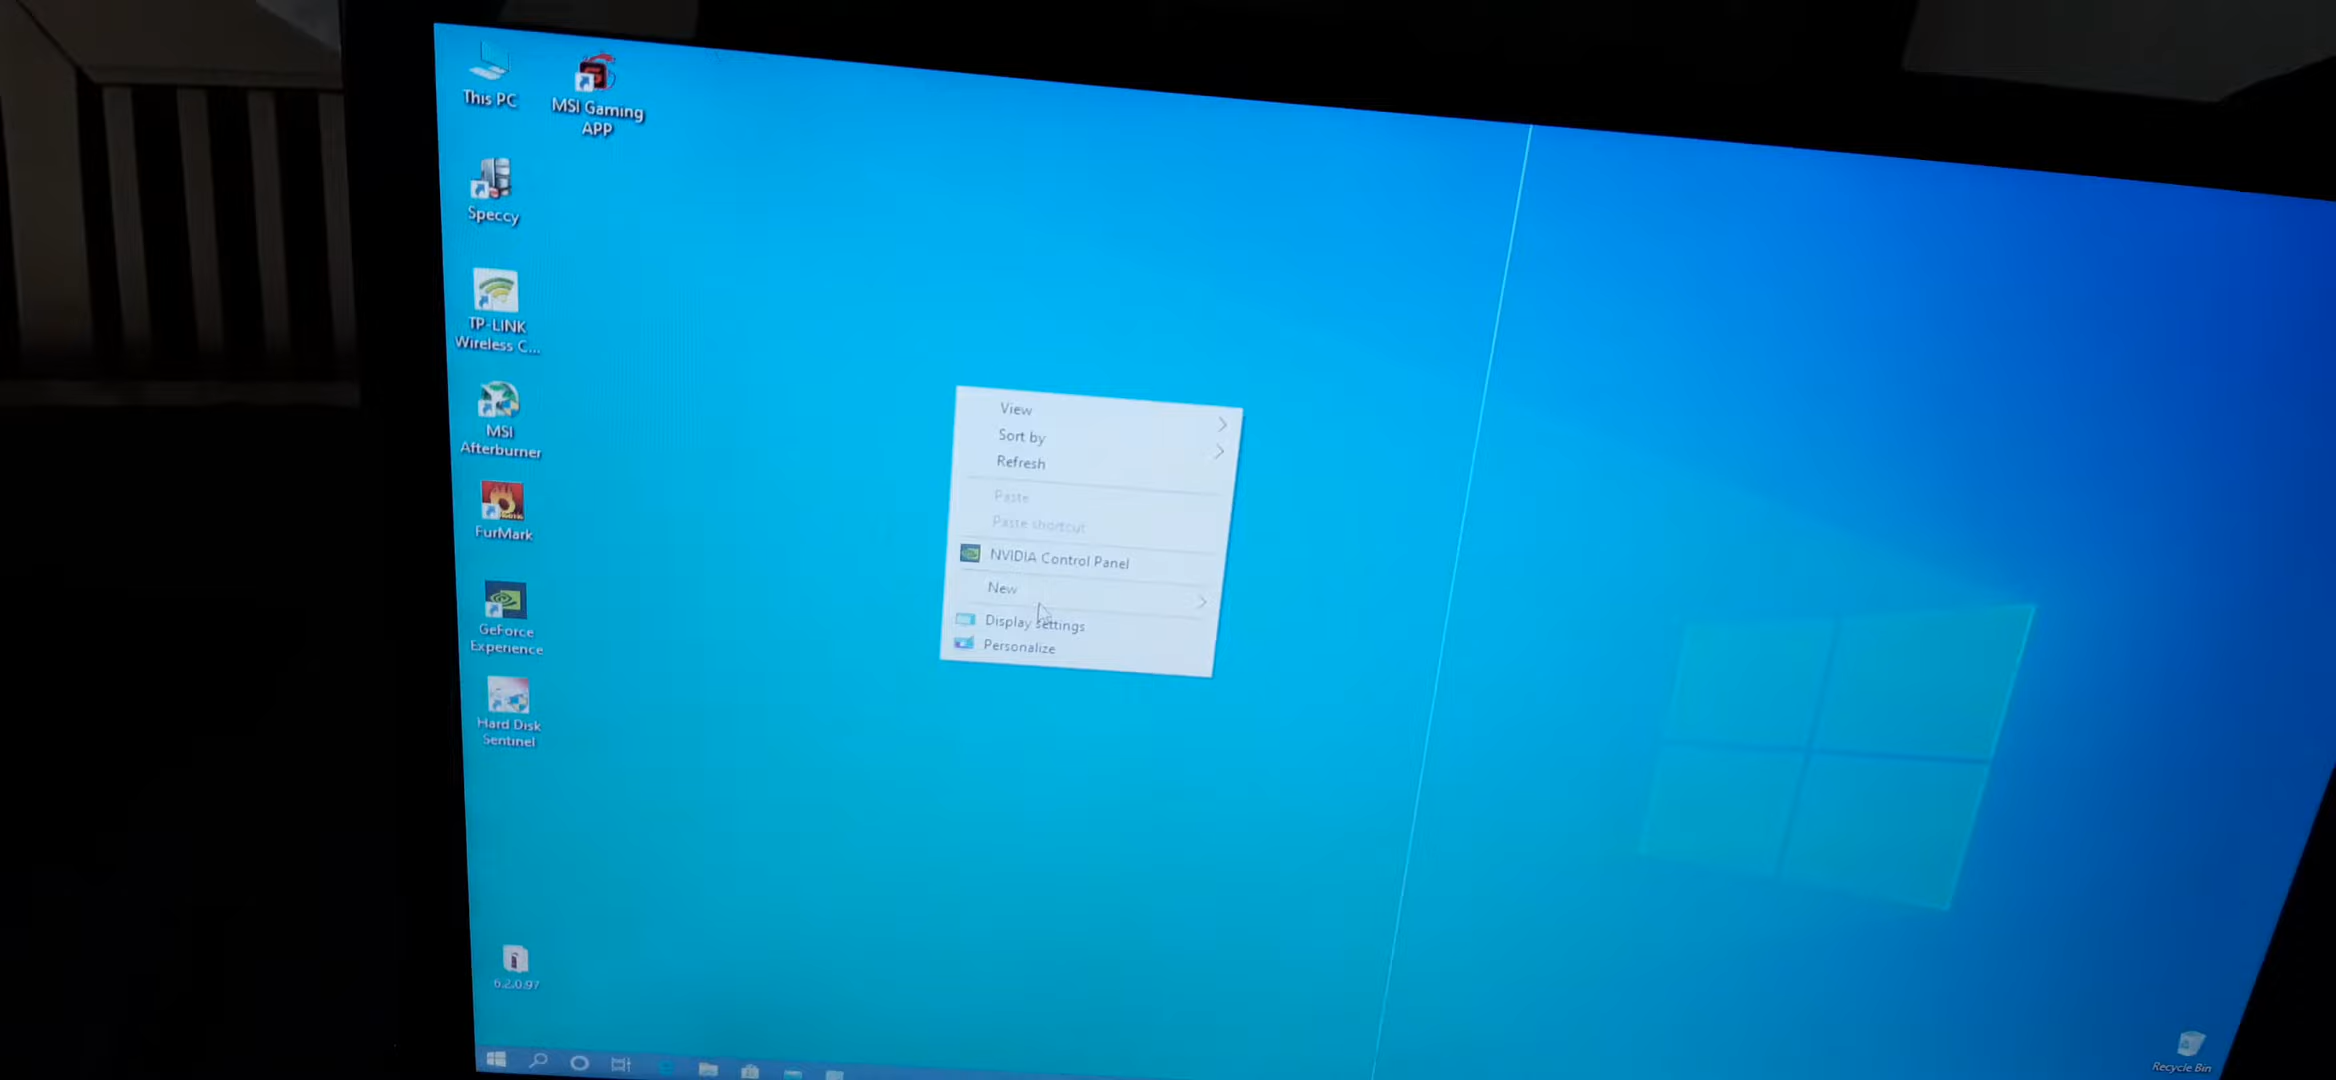 This PC
MSI Gaming
APP
Speccy
TP-LINK
Wireless C...
MSI
Afterburner
FurMark
GeForce
Experience
Hard Disk
Sentinel
6.2.0.97
View
Sort by
Refresh
Paste
Paste shortcut
NVIDIA Control Panel
New
Display settings
Personalize
Recycle Bin